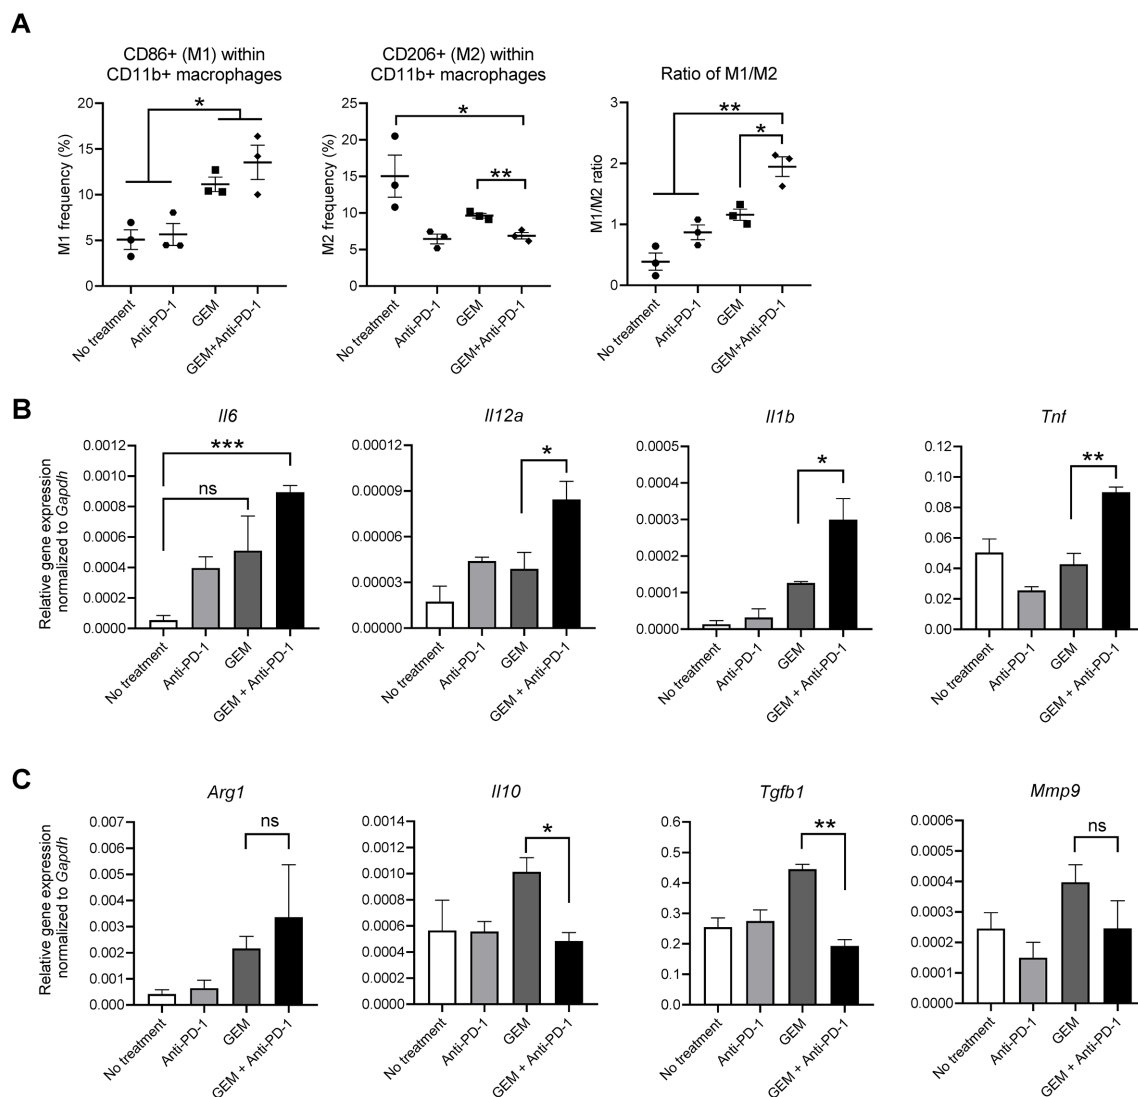 A
CD86+ (M1) within
CD11b+ macrophages
M1 frequency (%)
20
15
10
5
0
*
No treatment
Anti-PD-1
GEM
GEM+Anti-PD-1
CD206+ (M2) within
CD11b+ macrophages
M2 frequency (%)
25
20
15
10
5
0
*
**
No treatment
Anti-PD-1
GEM
GEM+Anti-PD-1
Ratio of M1/M2
M1/M2 ratio
3
2
1
0
**
*
No treatment
Anti-PD-1
GEM
GEM+Anti-PD-1
B
Relative gene expression
normalized to Gapdh
Il6
0.0012
0.0010
0.0008
0.0006
0.0004
0.0002
0.0000
***
ns
No treatment
Anti-PD-1
GEM
GEM + Anti-PD-1
Il12a
0.00012
0.00009
0.00006
0.00003
0.00000
*
No treatment
Anti-PD-1
GEM
GEM + Anti-PD-1
Il1b
0.0005
0.0004
0.0003
0.0002
0.0001
0.0000
*
No treatment
Anti-PD-1
GEM
GEM + Anti-PD-1
Tnf
0.12
0.10
0.08
0.06
0.04
0.02
0.00
**
No treatment
Anti-PD-1
GEM
GEM + Anti-PD-1
C
Relative gene expression
normalized to Gapdh
Arg1
0.007
0.006
0.005
0.004
0.003
0.002
0.001
0.000
ns
No treatment
Anti-PD-1
GEM
GEM + Anti-PD-1
Il10
0.0014
0.0012
0.0010
0.0008
0.0006
0.0004
0.0002
0.0000
*
No treatment
Anti-PD-1
GEM
GEM + Anti-PD-1
Tgfb1
0.6
0.5
0.4
0.3
0.2
0.1
0.0
**
No treatment
Anti-PD-1
GEM
GEM + Anti-PD-1
Mmp9
0.0006
0.0005
0.0004
0.0003
0.0002
0.0001
0.0000
ns
No treatment
Anti-PD-1
GEM
GEM + Anti-PD-1